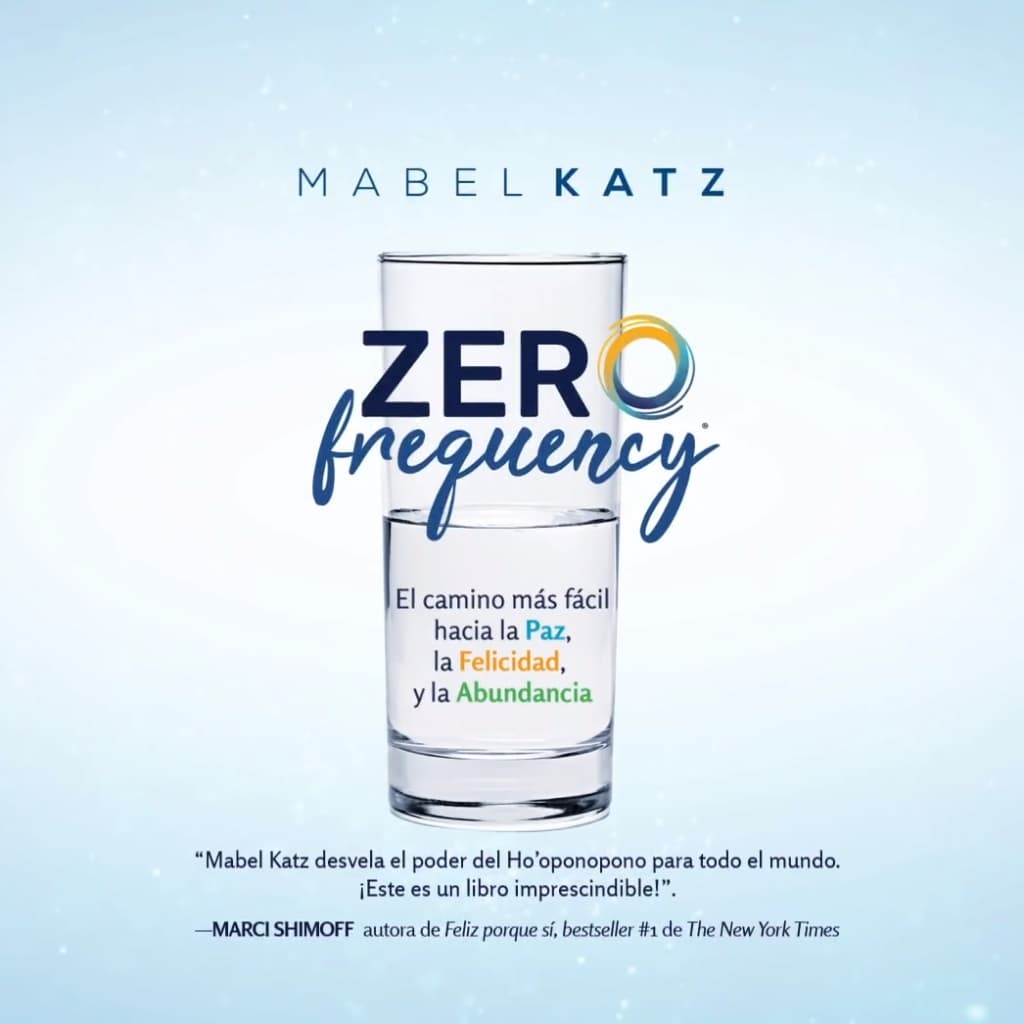 MABEL KATZ
ZERO
frequency®
El camino más fácil
hacia la Paz,
la Felicidad,
y la Abundancia
“Mabel Katz desvela el poder del Ho’oponopono para todo el mundo.
¡Este es un libro imprescindible!”.
—MARCI SHIMOFF autora de Feliz porque sí, bestseller #1 de The New York Times